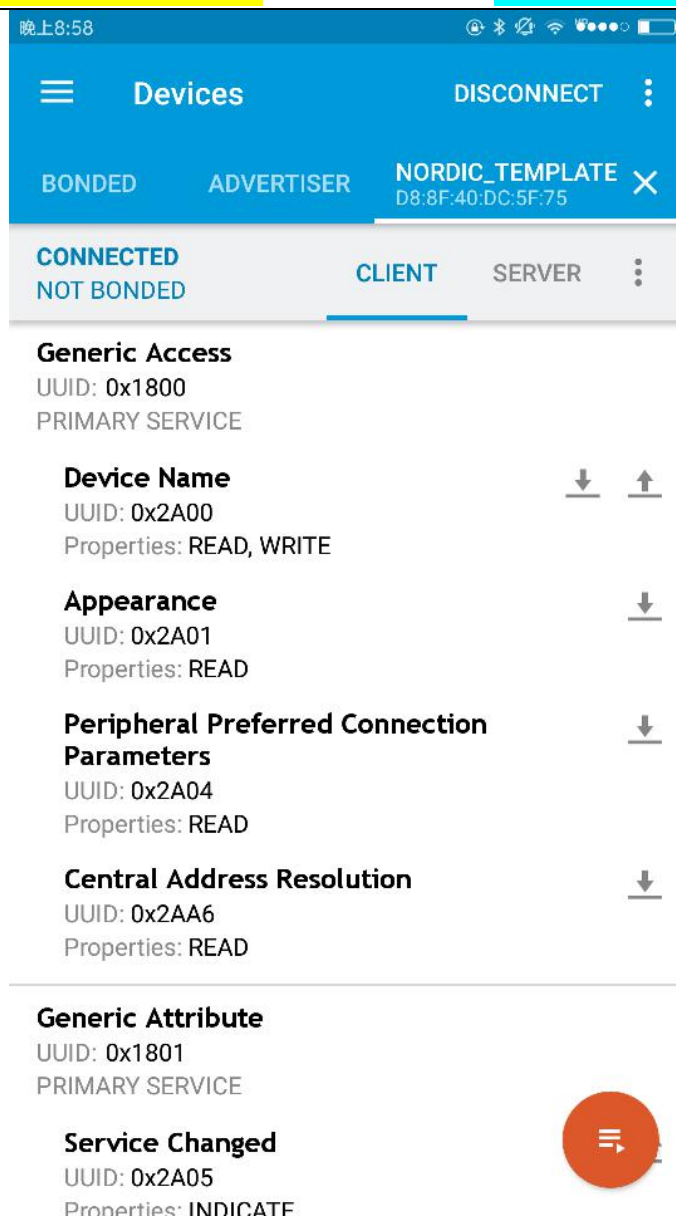 晚上8:58
Devices DISCONNECT
BONDED ADVERTISER NORDIC_TEMPLATE
D8:8F:40:DC:5F:75
CONNECTED
NOT BONDED
CLIENT SERVER
Generic Access
UUID: 0x1800
PRIMARY SERVICE
Device Name
UUID: 0x2A00
Properties: READ, WRITE
Appearance
UUID: 0x2A01
Properties: READ
Peripheral Preferred Connection
Parameters
UUID: 0x2A04
Properties: READ
Central Address Resolution
UUID: 0x2AA6
Properties: READ
Generic Attribute
UUID: 0x1801
PRIMARY SERVICE
Service Changed
UUID: 0x2A05
Properties: INDICATE